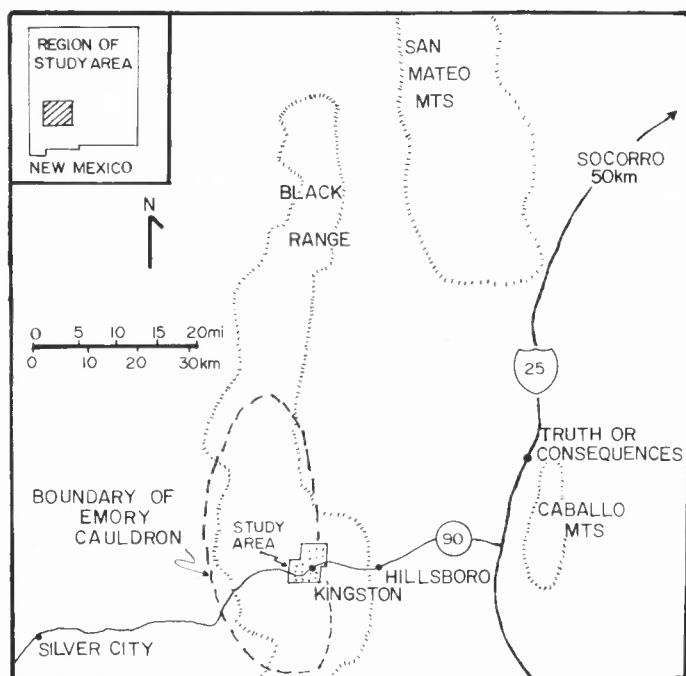 REGION OF
STUDY AREA
NEW MEXICO
SAN
MATEO
MTS
SOCORRO
50km
N
BLACK
RANGE
0 5 10 15 20mi
0 10 20 30km
25
TRUTH OR
CONSEQUENCES
CABALLO
MTS
BOUNDARY OF
EMORY
CAULDRON
STUDY
AREA
90
HILLSBORO
KINGSTON
SILVER CITY